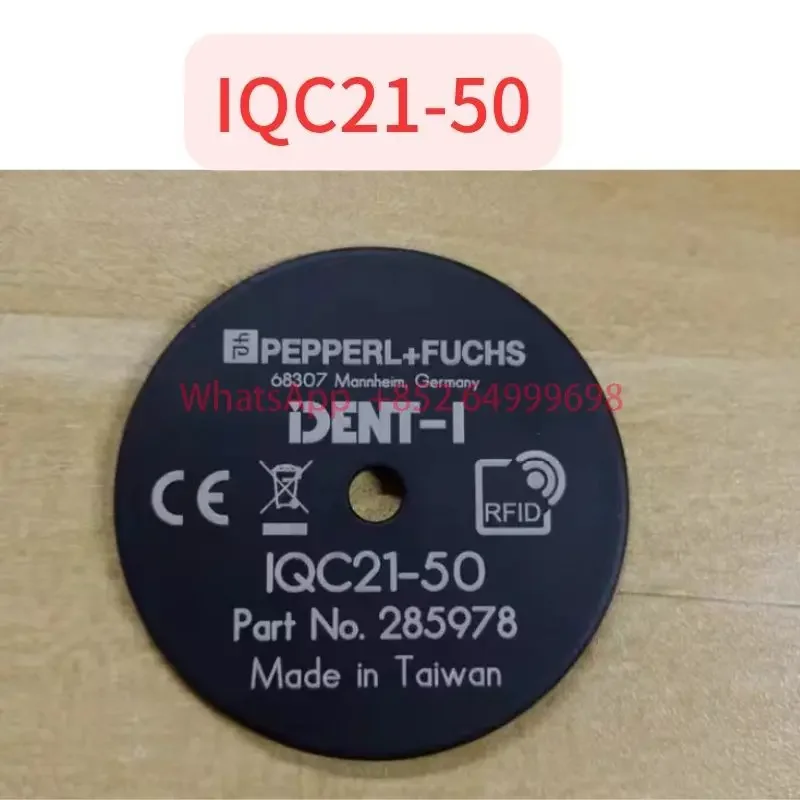 IQC21-50
PEPPERL+FUCHS
68307 Mannheim, Germany
WhatsApp +852 64999698
iDENT-I
CE
RFID
IQC21-50
Part No. 285978
Made in Taiwan